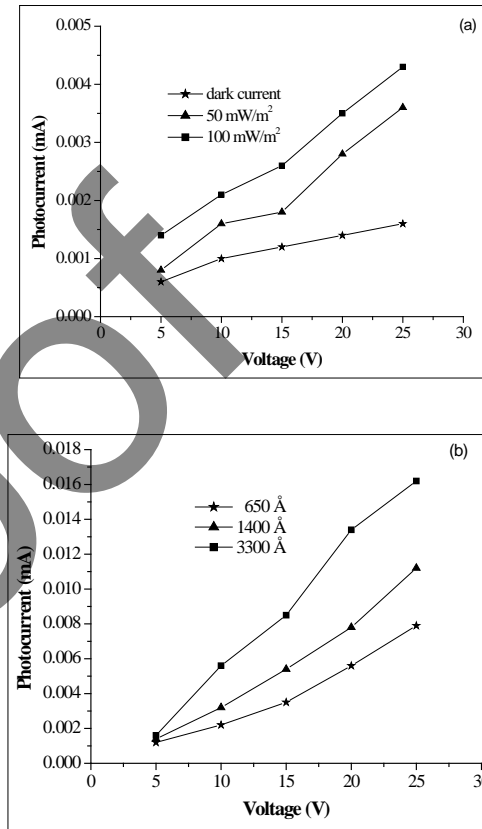 (a)
0.005
dark current
50 mW/m²
0.004
100 mW/m²
0.003
Photocurrent (mA)
0.002
0.001
0.000
0 5 10 15 20 25 30
Voltage (V)
(b)
0.018
0.016
650 Å
0.014
1400 Å
3300 Å
0.012
0.010
Photocurrent (mA)
0.008
0.006
0.004
0.002
0.000
0 5 10 15 20 25 30
Voltage (V)